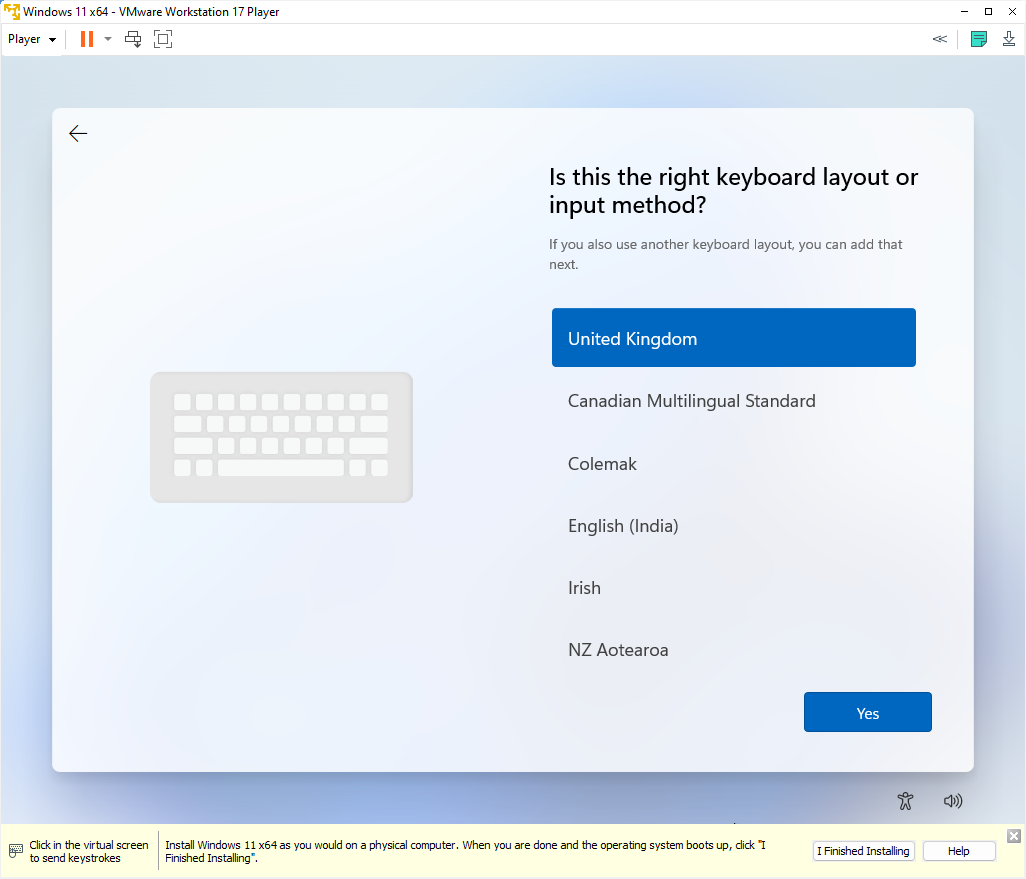 Windows 11 x64 - VMware Workstation 17 Player
Player
Is this the right keyboard layout or
input method?
If you also use another keyboard layout, you can add that
next.
United Kingdom
Canadian Multilingual Standard
Colemak
English (India)
Irish
NZ Aotearoa
Yes
Click in the virtual screen
to send keystrokes
Install Windows 11 x64 as you would on a physical computer. When you are done and the operating system boots up, click "I
Finished Installing".
I Finished Installing
Help